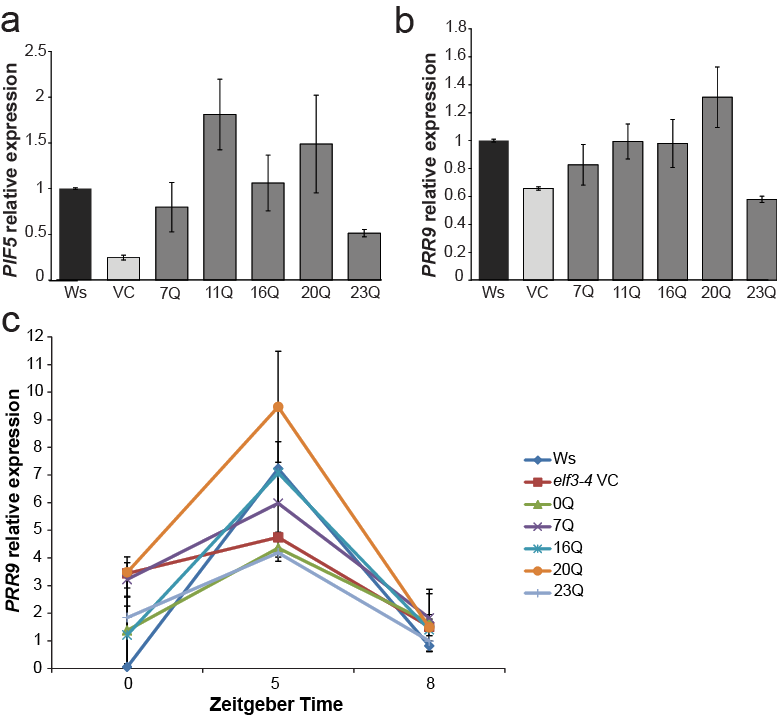 a
PIF5 relative expression
2.5
2
1.5
1
0.5
0
Ws VC 7Q 11Q 16Q 20Q 23Q
b
PRR9 relative expression
1.8
1.6
1.4
1.2
1
0.8
0.6
0.4
0.2
0
Ws VC 7Q 11Q 16Q 20Q 23Q
c
PRR9 relative expression
12
11
10
9
8
7
6
5
4
3
2
1
0
0 5 8
Zeitgeber Time
Ws
elf3-4 VC
0Q
7Q
16Q
20Q
23Q